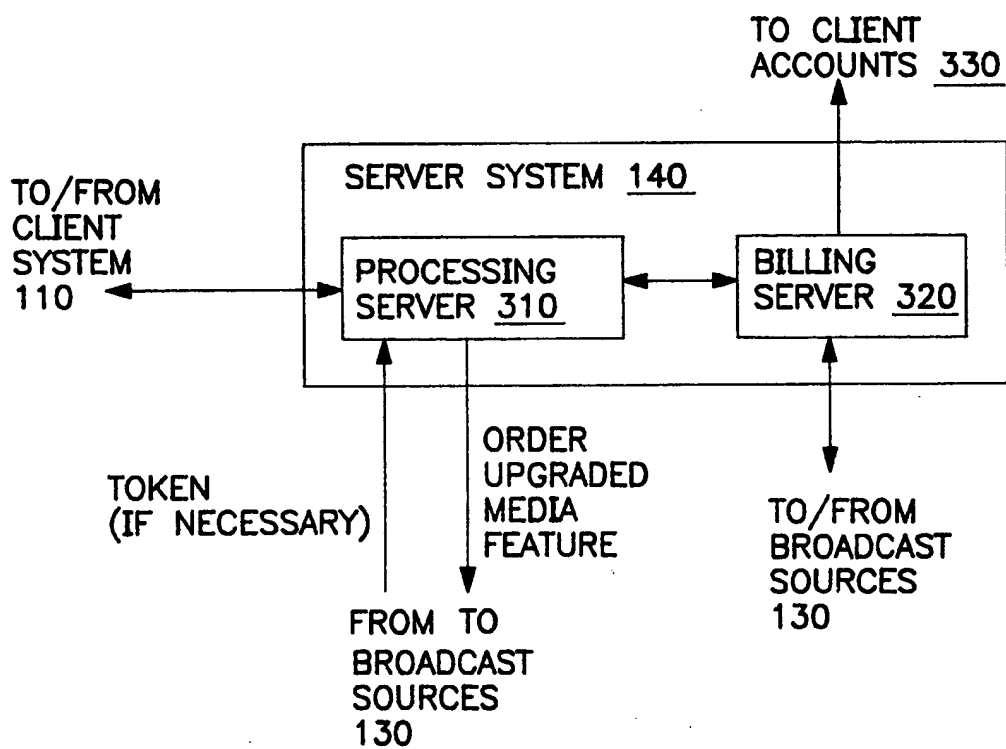 TO CLIENT
ACCOUNTS 330
SERVER SYSTEM 140
TO/FROM
CLIENT
SYSTEM
110
PROCESSING
SERVER 310
BILLING
SERVER 320
TOKEN
(IF NECESSARY)
ORDER
UPGRADED
MEDIA
FEATURE
TO/FROM
BROADCAST
SOURCES
130
FROM TO
BROADCAST
SOURCES
130